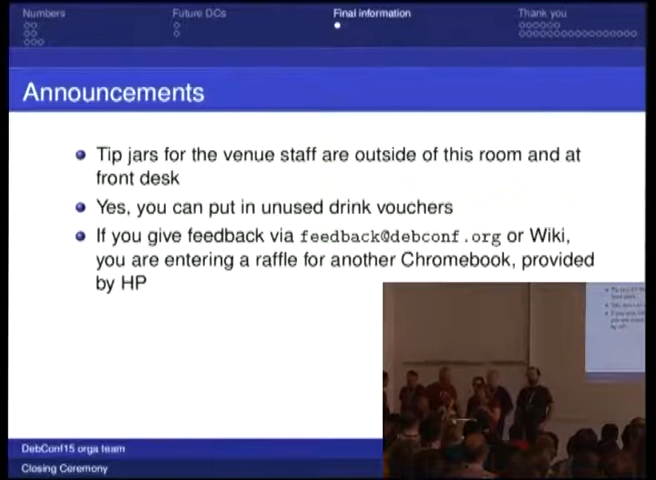 Numbers
Future DCs
Final information
Thank you
Announcements
Tip jars for the venue staff are outside of this room and at
front desk
Yes, you can put in unused drink vouchers
If you give feedback via feedback@debconf.org or Wiki,
you are entering a raffle for another Chromebook, provided
by HP
DebConf15 orga team
Closing Ceremony